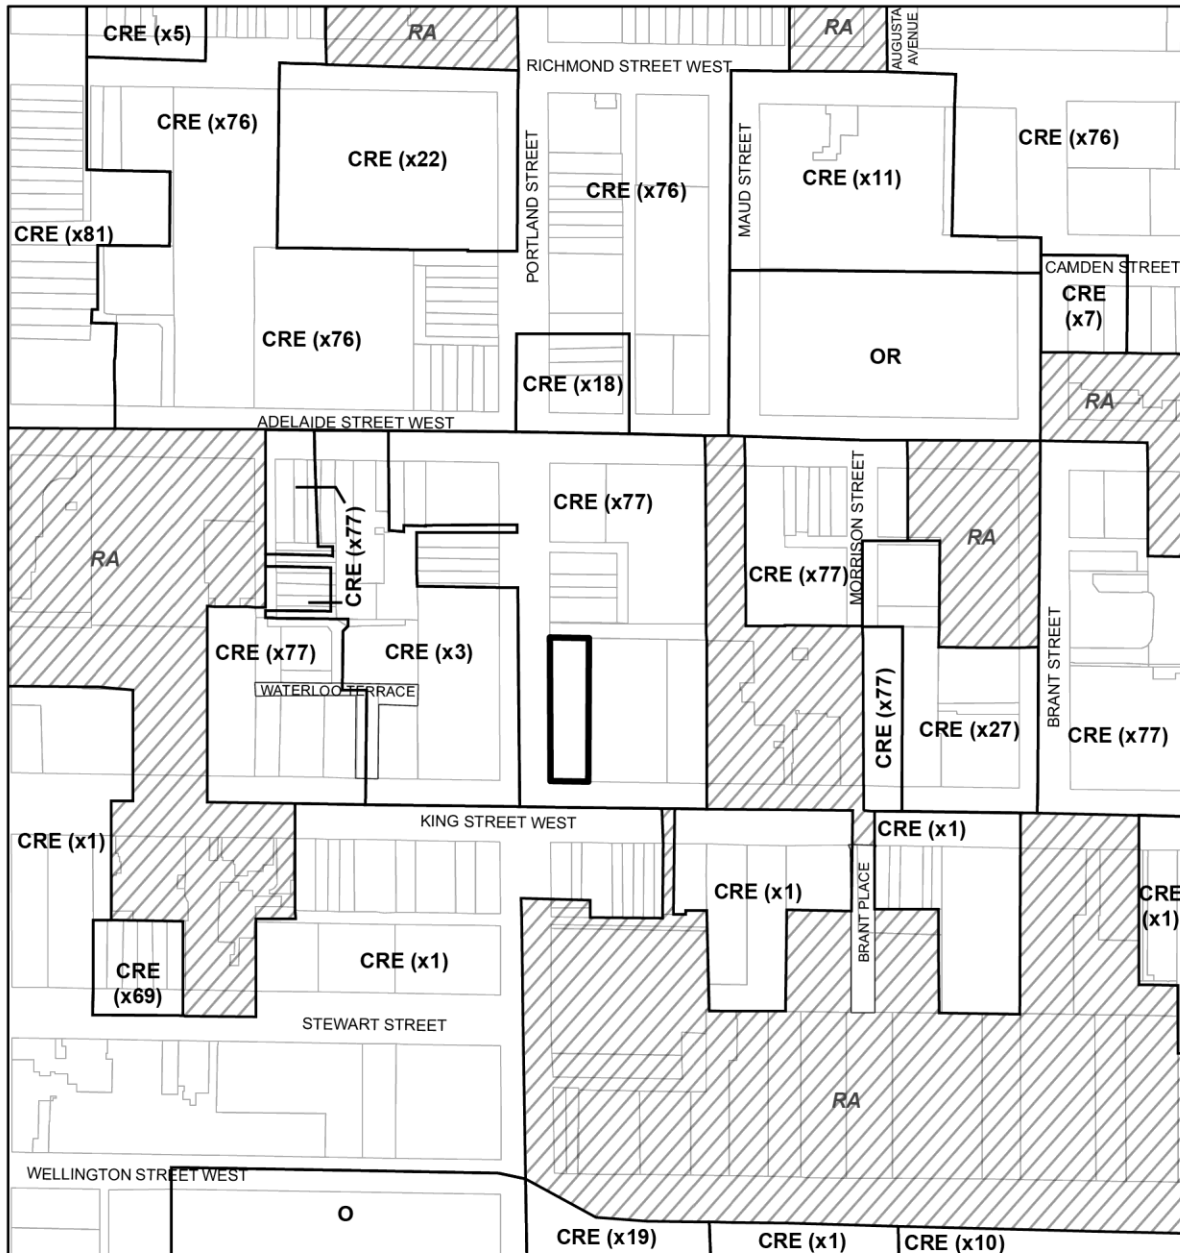 CRE (x5)
RA
RA
AUGUSTA
AVENUE
RICHMOND STREET WEST
CRE (x76)
CRE (x22)
PORTLAND STREET
CRE (x76)
MAUD STREET
CRE (x11)
CRE (x76)
CRE (x81)
CAMDEN STREET
CRE
(x7)
CRE (x76)
OR
CRE (x18)
RA
ADELAIDE STREET WEST
CRE (x77)
CRE (x77)
MORRISON STREET
RA
RA
CRE (x77)
BRANT STREET
CRE (x77)
CRE (x3)
WATERLOO TERRACE
CRE (x77)
CRE (x27)
CRE (x77)
KING STREET WEST
CRE (x1)
CRE (x1)
CRE (x1)
CRE
(x1)
BRANT PLACE
CRE
(x69)
CRE (x1)
STEWART STREET
RA
WELLINGTON STREET WEST
O
CRE (x19)
CRE (x1)
CRE (x10)